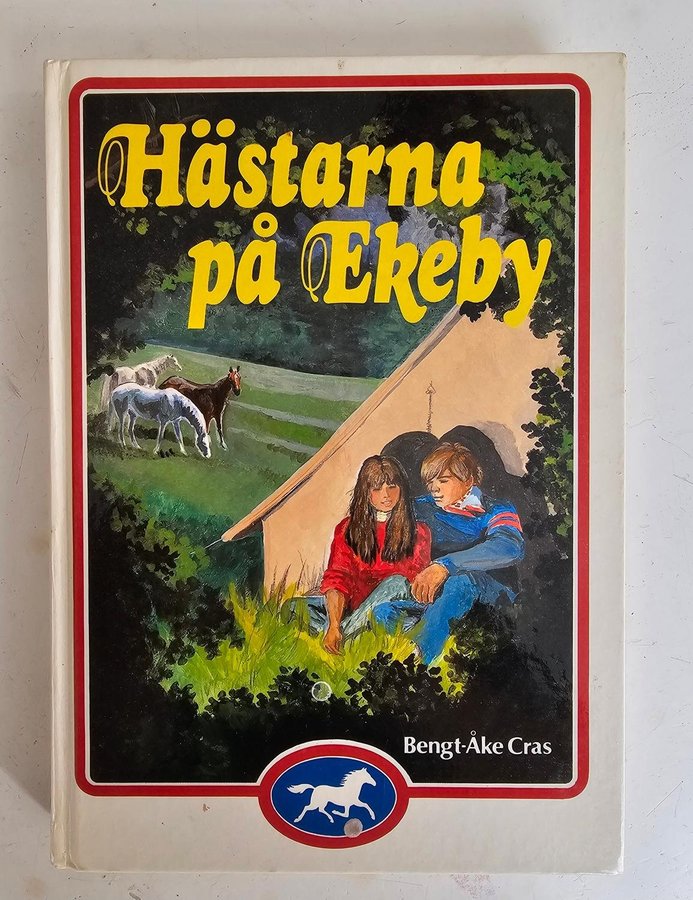 Hästarna
på Ekeby
Bengt-Åke Cras